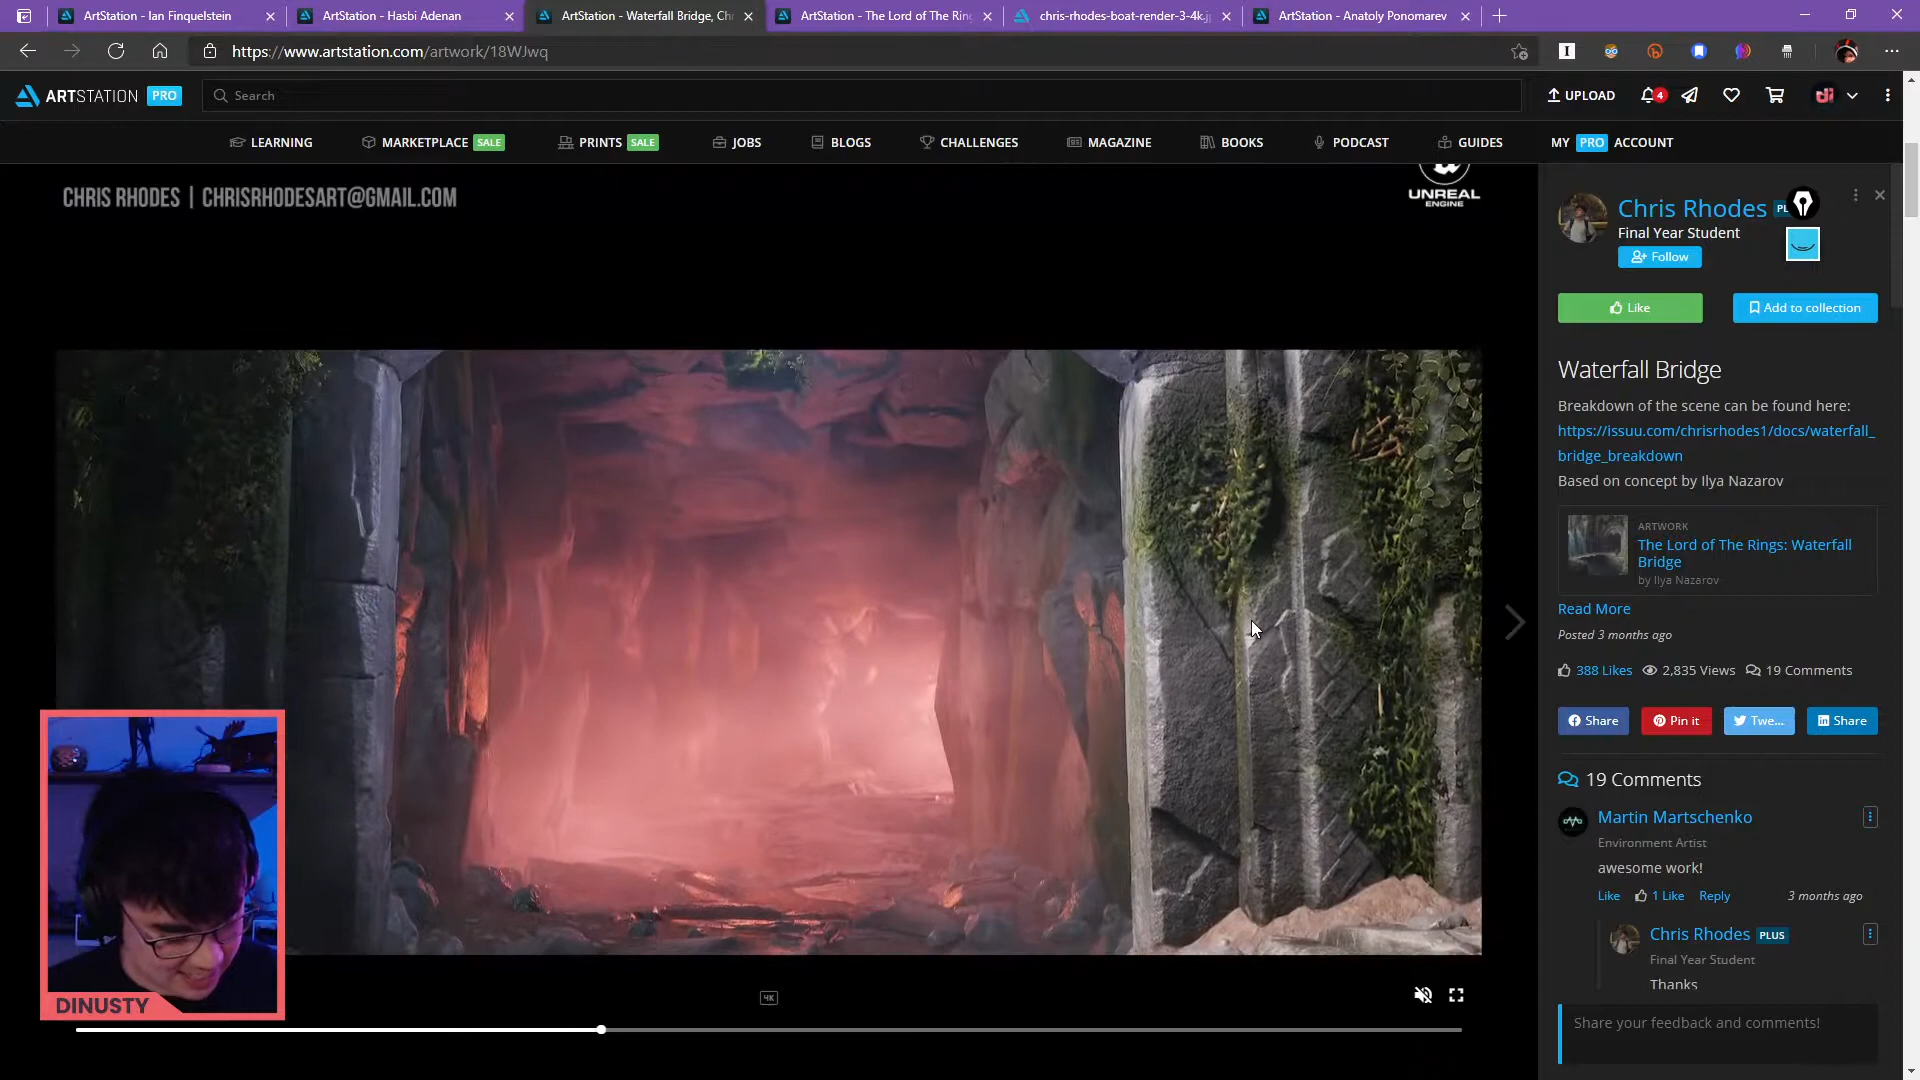 ArtStation - Ian Finquelstein
ArtStation - Hasbi Adenan
ArtStation - Waterfall Bridge, Ch
ArtStation - The Lord of The Rin
chris-rhodes-boat-render-3-4k.j
ArtStation - Anatoly Ponomarev
https://www.artstation.com/artwork/18WJwq
ARTSTATION PRO
Search
UPLOAD
4
LEARNING
MARKETPLACE SALE
PRINTS SALE
JOBS
BLOGS
CHALLENGES
MAGAZINE
BOOKS
PODCAST
GUIDES
MY PRO ACCOUNT
CHRIS RHODES | CHRISRHODESART@GMAIL.COM
UNREAL
ENGINE
Chris Rhodes
Final Year Student
Follow
Like
Add to collection
Waterfall Bridge
Breakdown of the scene can be found here:
https://issuu.com/chrisrhodes1/docs/waterfall_
bridge_breakdown
Based on concept by Ilya Nazarov
ARTWORK
The Lord of The Rings: Waterfall
Bridge
by Ilya Nazarov
Read More
Posted 3 months ago
388 Likes
2,835 Views
19 Comments
Share
Pin it
Twe...
Share
19 Comments
Martin Martschenko
Environment Artist
awesome work!
Like
1 Like
Reply
3 months ago
Chris Rhodes PLUS
Final Year Student
Thanks
Share your feedback and comments!
4K
DINUSTY